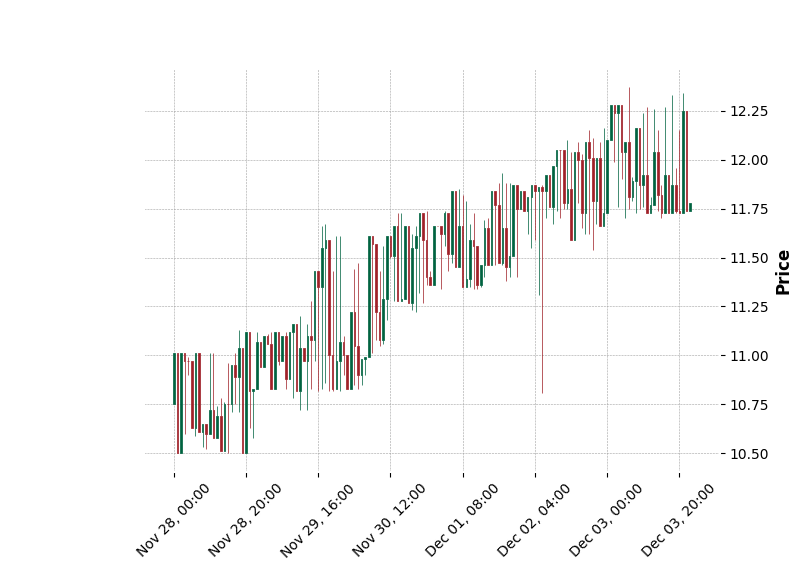 12.25
12.00
11.75
11.50
11.25
11.00
10.75
10.50
Price
Nov 28, 00:00
Nov 28, 20:00
Nov 29, 16:00
Nov 30, 12:00
Dec 01, 08:00
Dec 02, 04:00
Dec 03, 00:00
Dec 03, 20:00